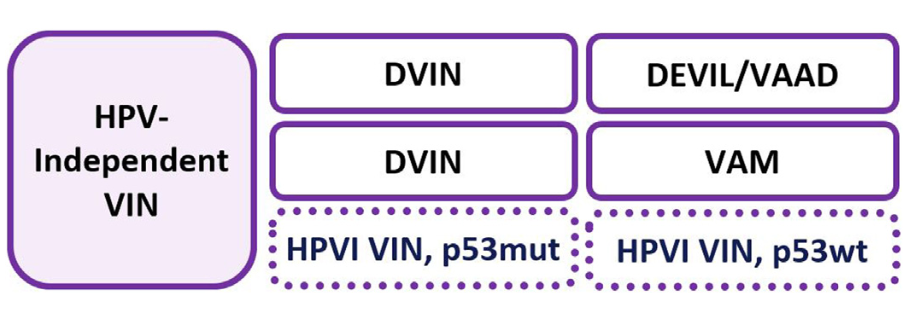 HPV-
Independent
VIN
DVIN
DEVIL/VAAD
DVIN
VAM
HPVI VIN, p53mut
HPVI VIN, p53wt